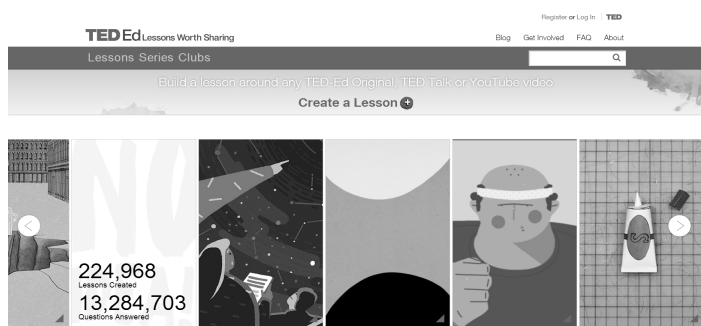 Register or Log In | TED
TED Ed Lessons Worth Sharing
Blog Get Involved FAQ About
Lessons Series Clubs
Build a lesson around any TED-Ed Original, TED Talk or YouTube video
Create a Lesson +
NO
224,968
Lessons Created
13,284,703
Questions Answered